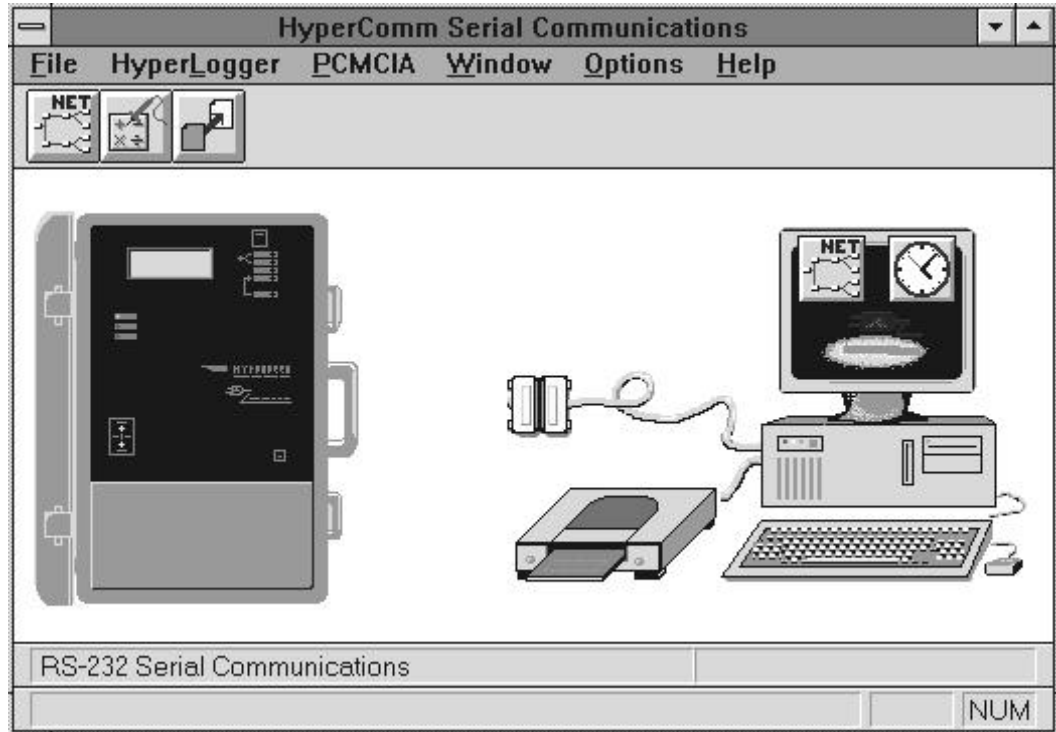 HyperComm Serial Communications
File HyperLogger PCMCIA Window Options Help
NET
NET
RS-232 Serial Communications
NUM